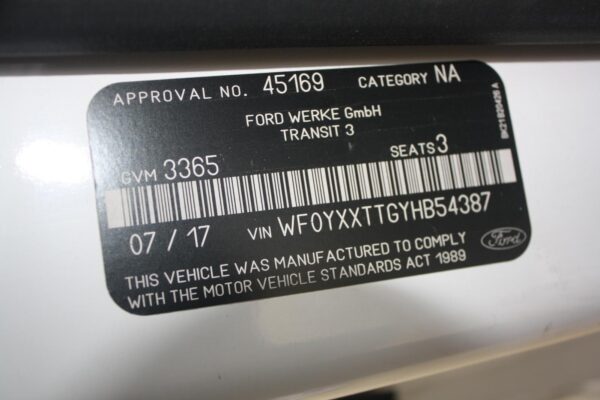 APPROVAL NO. 45169 CATEGORY NA
FORD WERKE GmbH
TRANSIT 3
GVM 3365 SEATS 3
07 / 17 VIN WF0YXXTTGYHB54387
THIS VEHICLE WAS MANUFACTURED TO COMPLY
WITH THE MOTOR VEHICLE STANDARDS ACT 1989
Ford